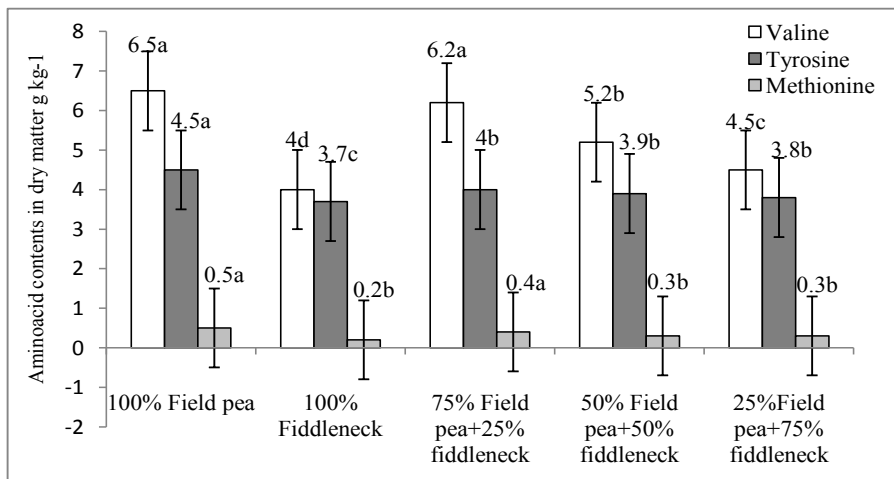 Aminoacid contents in dry matter g kg-1
8
7
6
5
4
3
2
1
0
-1
-2
6.5a
4.5a
0.5a
4d
3.7c
0.2b
6.2a
4b
0.4a
5.2b
3.9b
0.3b
4.5c
3.8b
0.3b
Valine
Tyrosine
Methionine
100% Field pea
100%
Fiddleneck
75% Field
pea+25%
fiddleneck
50% Field
pea+50%
fiddleneck
25%Field
pea+75%
fiddleneck